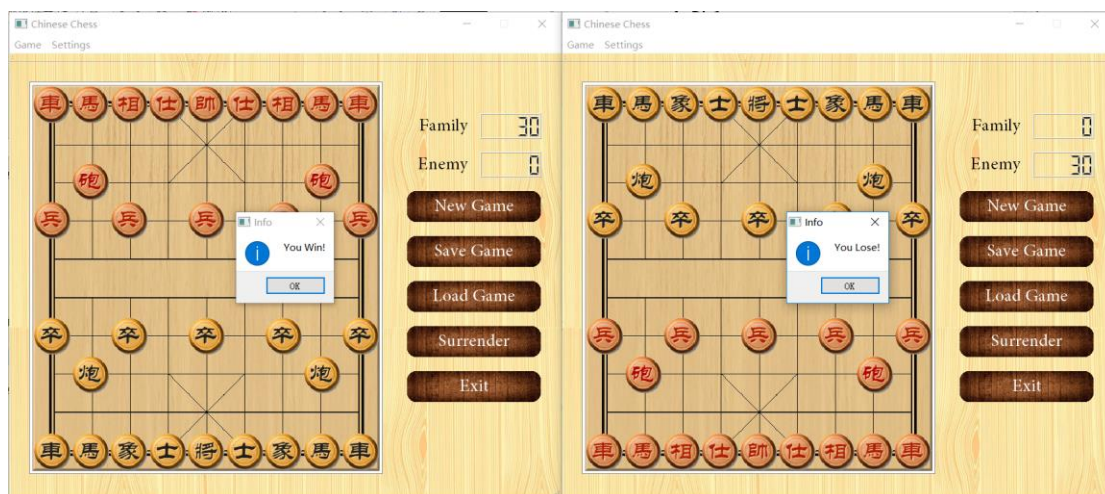 Chinese Chess
Game Settings
車馬相仕帥仕相馬車
砲 砲
兵 兵 兵 兵
卒 卒 卒 卒 卒
炮 炮
車馬象士將士象馬車
Info
You Win!
OK
Family 30
Enemy 0
New Game
Save Game
Load Game
Surrender
Exit
Chinese Chess
Game Settings
車馬象士將士象馬車
炮 炮
卒 卒 卒 卒
兵 兵 兵 兵 兵
砲 砲
車馬相仕帥仕相馬車
Info
You Lose!
OK
Family 0
Enemy 30
New Game
Save Game
Load Game
Surrender
Exit